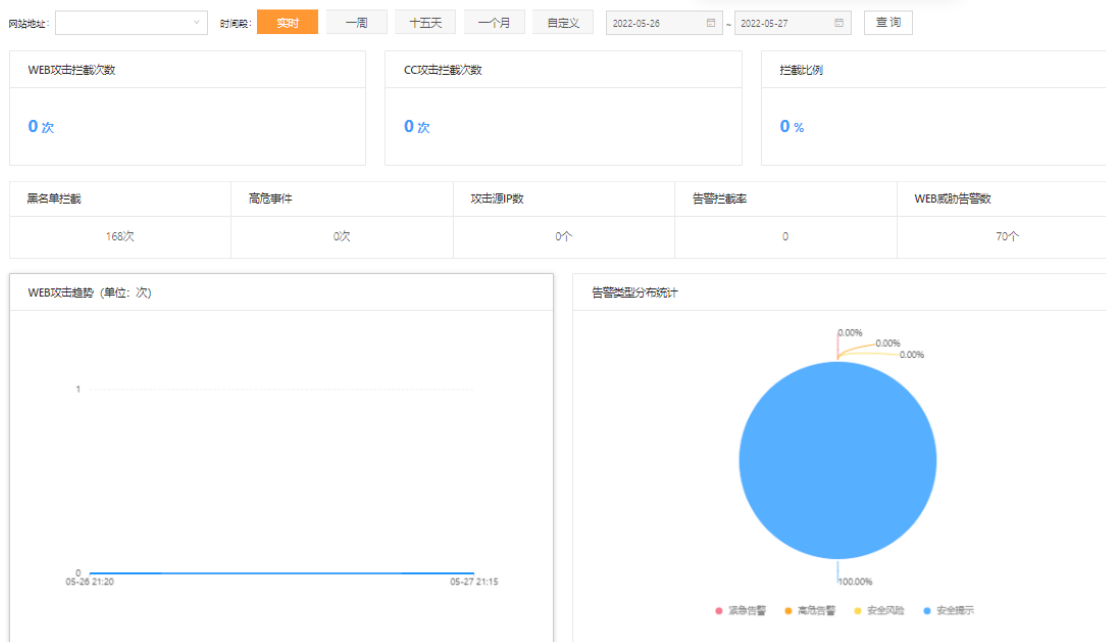 网站地址： 时间段： 实时 一周 十五天 一个月 自定义 2022-05-26 ~ 2022-05-27 查 询
WEB攻击拦截次数 CC攻击拦截次数 拦截比例
0 次 0 次 0 %
黑名单拦截 高危事件 攻击源IP数 告警拦截率 WEB威胁告警数
168次 0次 0个 0 70个
WEB攻击趋势（单位：次） 告警类型分布统计
0.00%
0.00%
0.00%
1
0
05-26 21:20 05-27 21:15
100.00%
紧急告警 高危告警 安全风险 安全提示